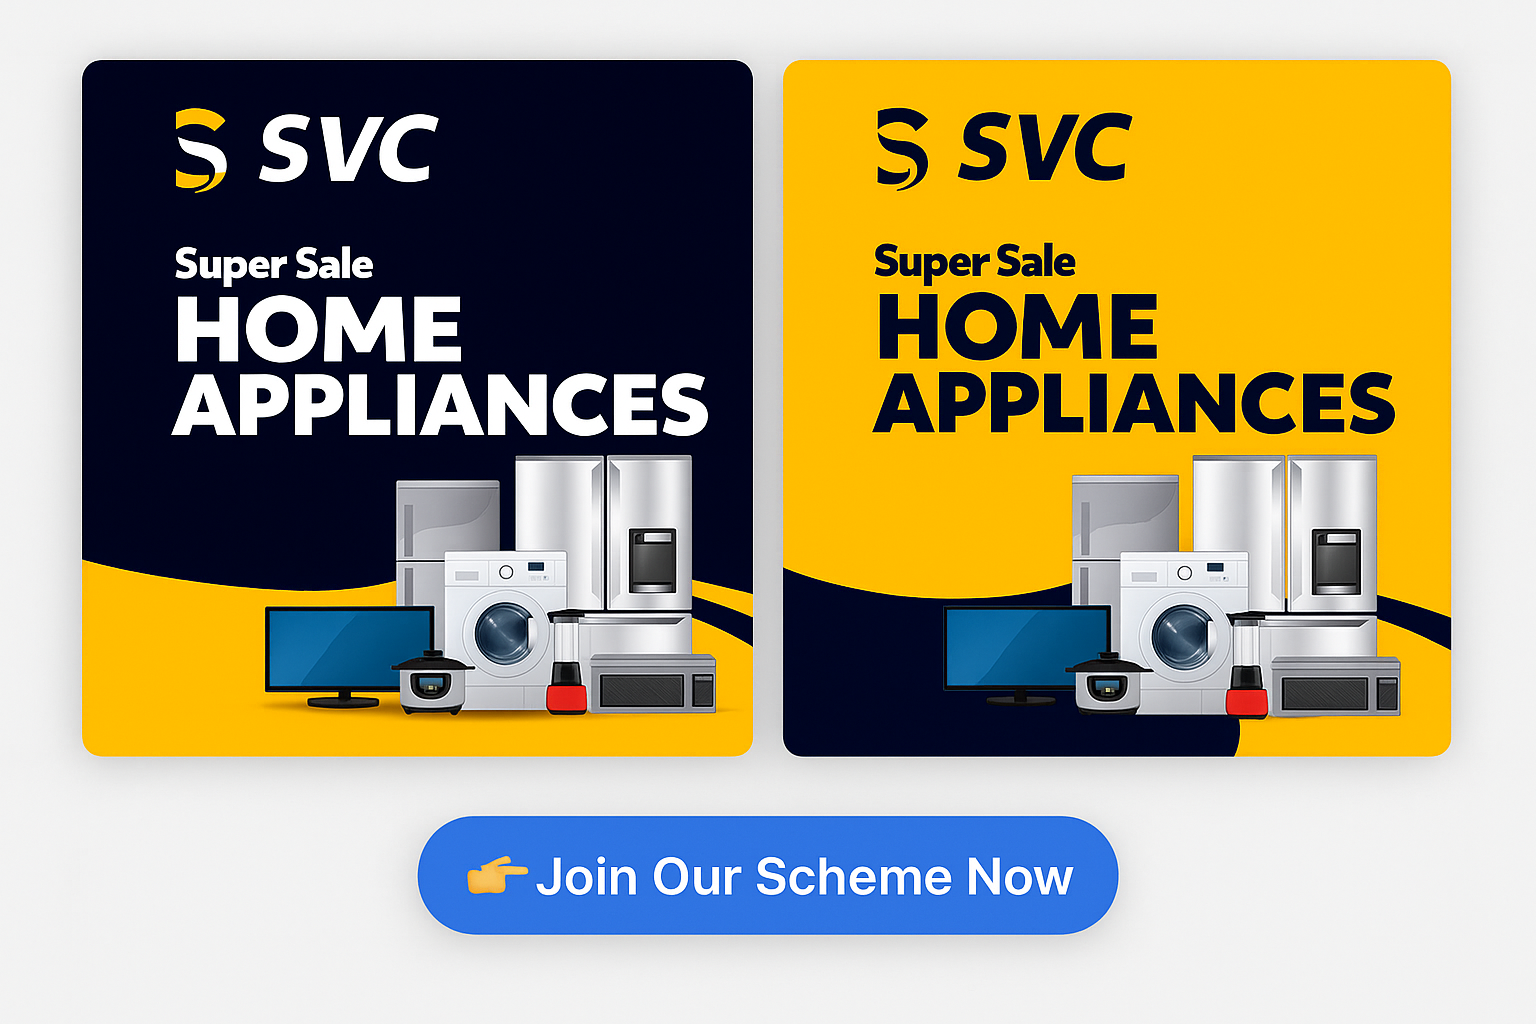 SVC
Super Sale
HOME
APPLIANCES
SVC
Super Sale
HOME
APPLIANCES
👉 Join Our Scheme Now